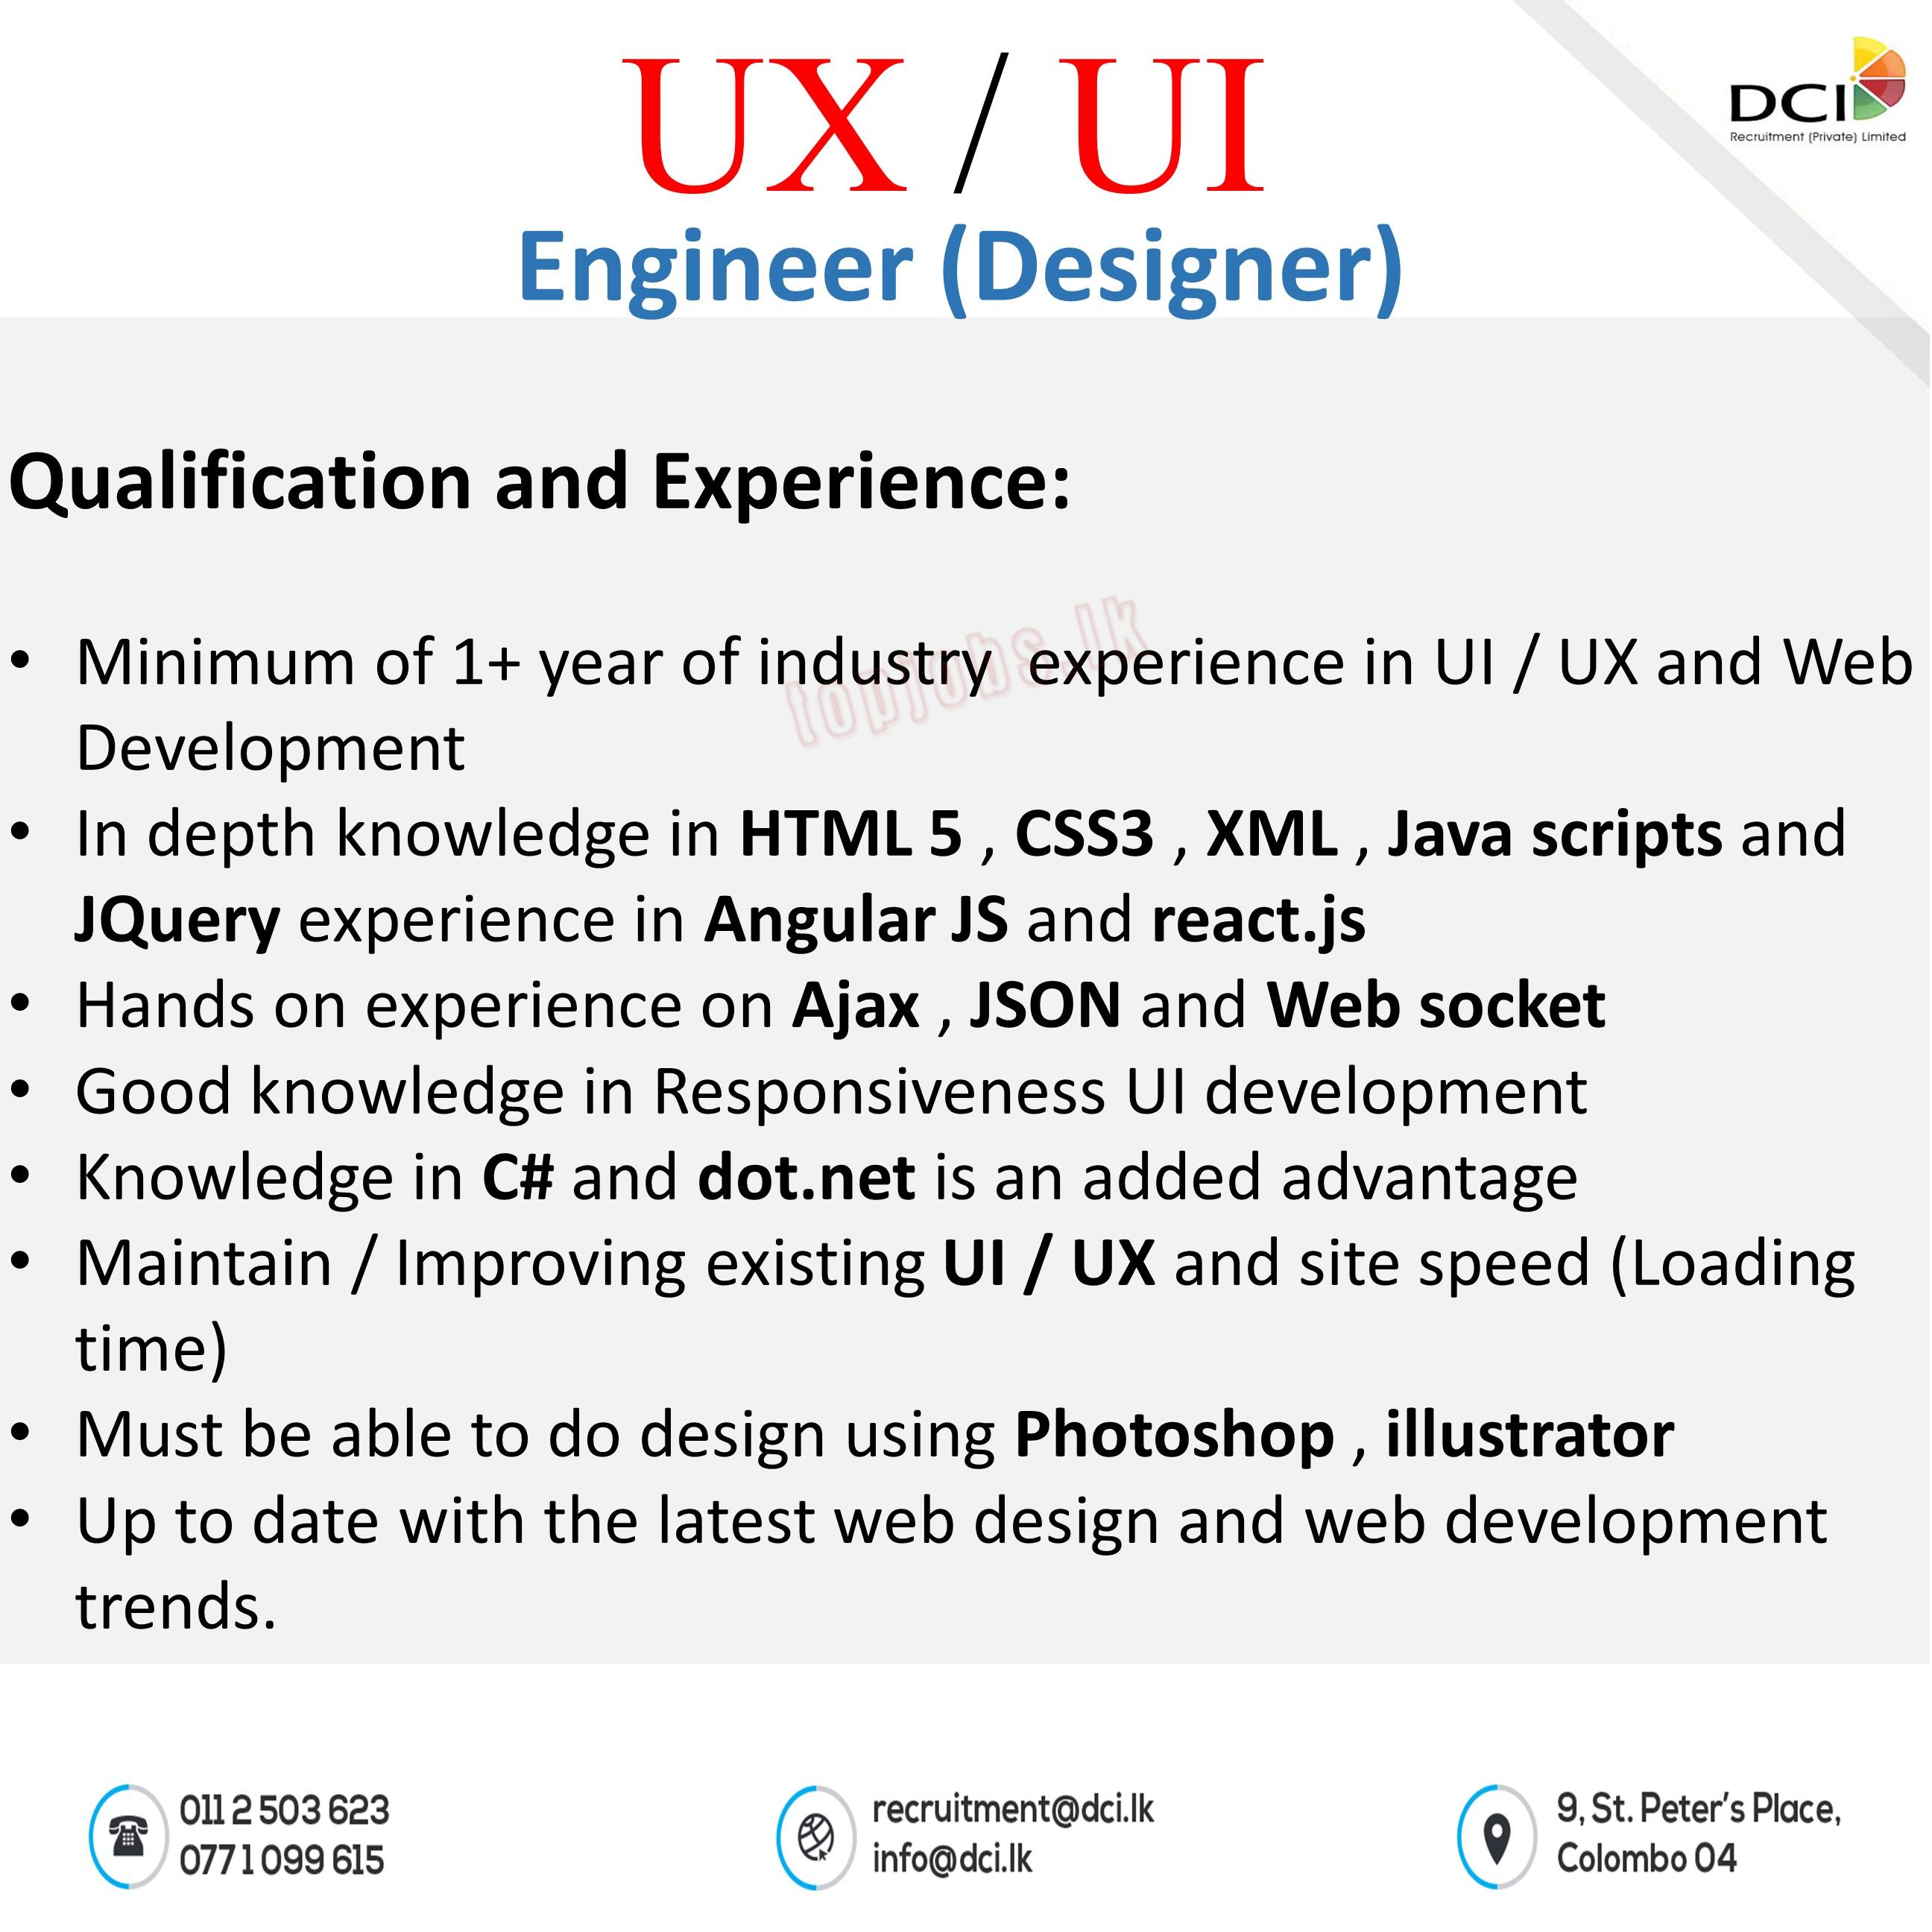 UX / UI
DCI
Recruitment (Private) Limited
Engineer (Designer)
Qualification and Experience:
• Minimum of 1+ year of industry experience in UI / UX and Web
Development
• In depth knowledge in HTML 5 , CSS3 , XML , Java scripts and
JQuery experience in Angular JS and react.js
• Hands on experience on Ajax , JSON and Web socket
• Good knowledge in Responsiveness UI development
• Knowledge in C# and dot.net is an added advantage
• Maintain / Improving existing UI / UX and site speed (Loading
time)
• Must be able to do design using Photoshop , illustrator
• Up to date with the latest web design and web development
trends.
topjobs.lk
011 2 503 623
077 1 099 615
recruitment@dci.lk
info@dci.lk
9, St. Peter’s Place,
Colombo 04